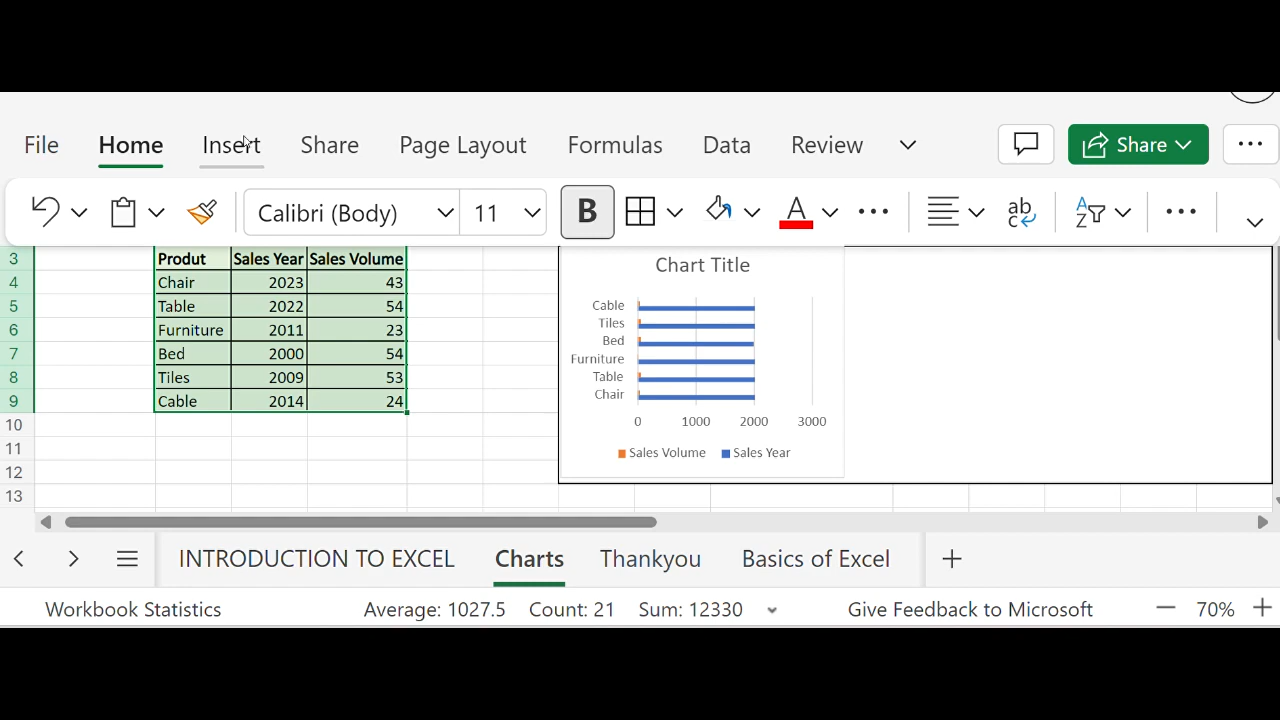 File Home Insert Share Page Layout Formulas Data Review Share
Calibri (Body) 11 B A ab c A Z
3 Produt Sales Year Sales Volume
4 Chair 2023 43
5 Table 2022 54
6 Furniture 2011 23
7 Bed 2000 54
8 Tiles 2009 53
9 Cable 2014 24
10
11
12
13
Chart Title
Cable
Tiles
Bed
Furniture
Table
Chair
0 1000 2000 3000
Sales Volume Sales Year
INTRODUCTION TO EXCEL Charts Thankyou Basics of Excel
Workbook Statistics Average: 1027.5 Count: 21 Sum: 12330 Give Feedback to Microsoft 70%